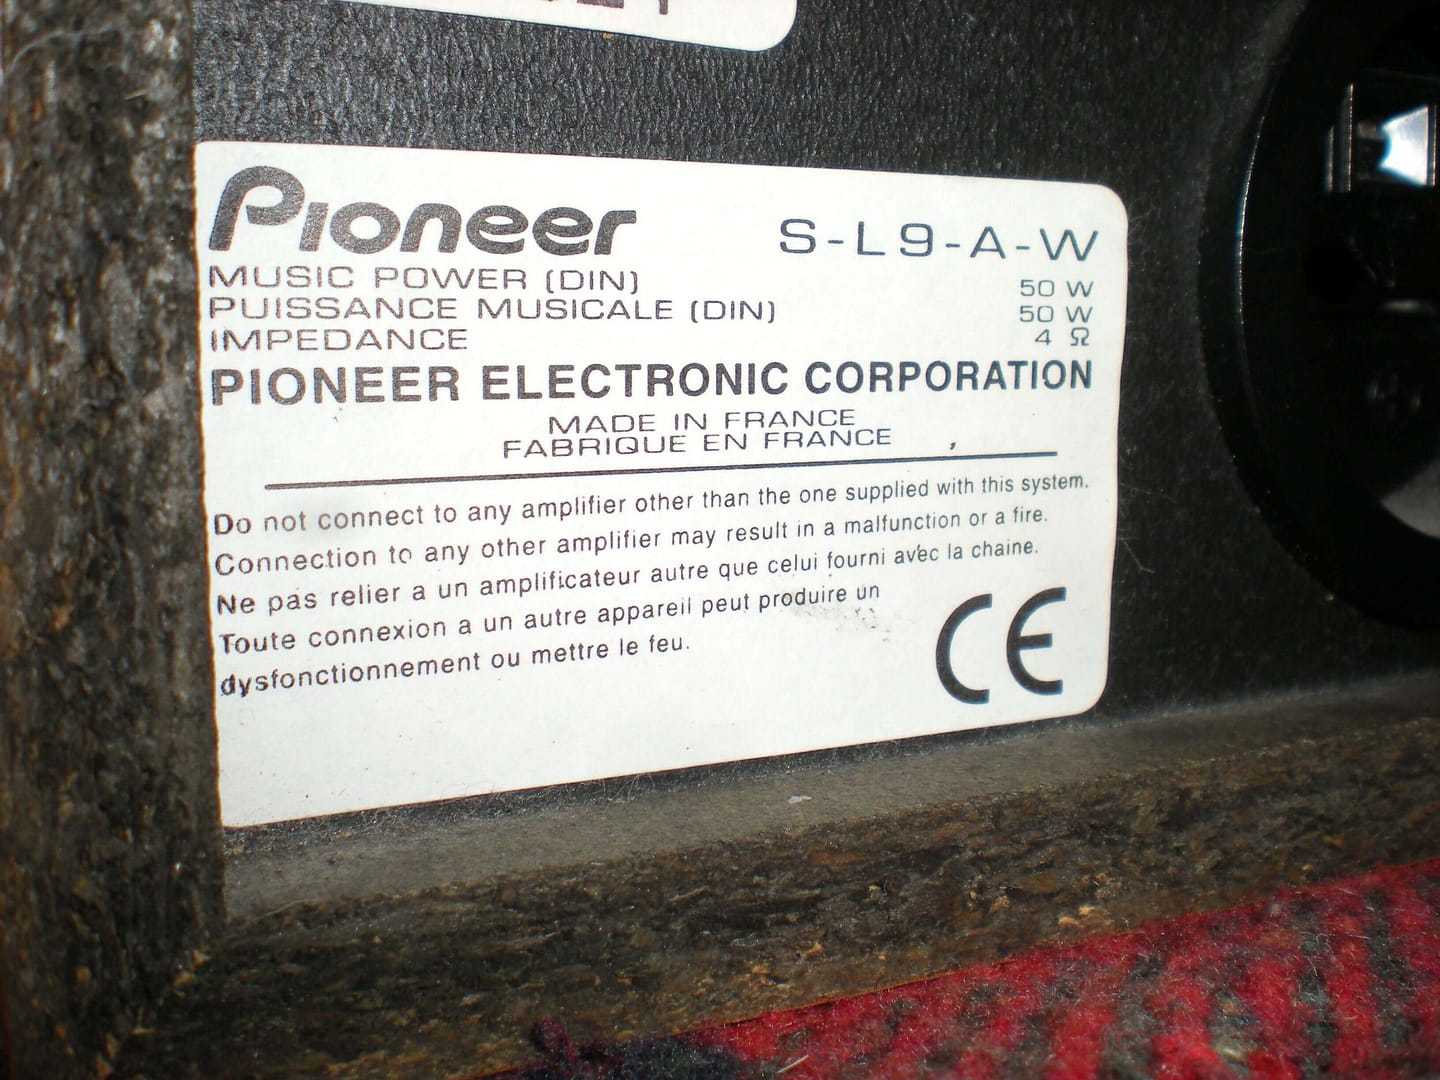 Pioneer S-L9-A-W
MUSIC POWER (DIN) 50 W
PUISSANCE MUSICALE (DIN) 50 W
IMPEDANCE 4 Ω
PIONEER ELECTRONIC CORPORATION
MADE IN FRANCE
FABRIQUE EN FRANCE
Do not connect to any amplifier other than the one supplied with this system.
Connection to any other amplifier may result in a malfunction or a fire.
Ne pas relier a un amplificateur autre que celui fourni avec la chaine.
Toute connexion a un autre appareil peut produire un
dysfonctionnement ou mettre le feu.
CE